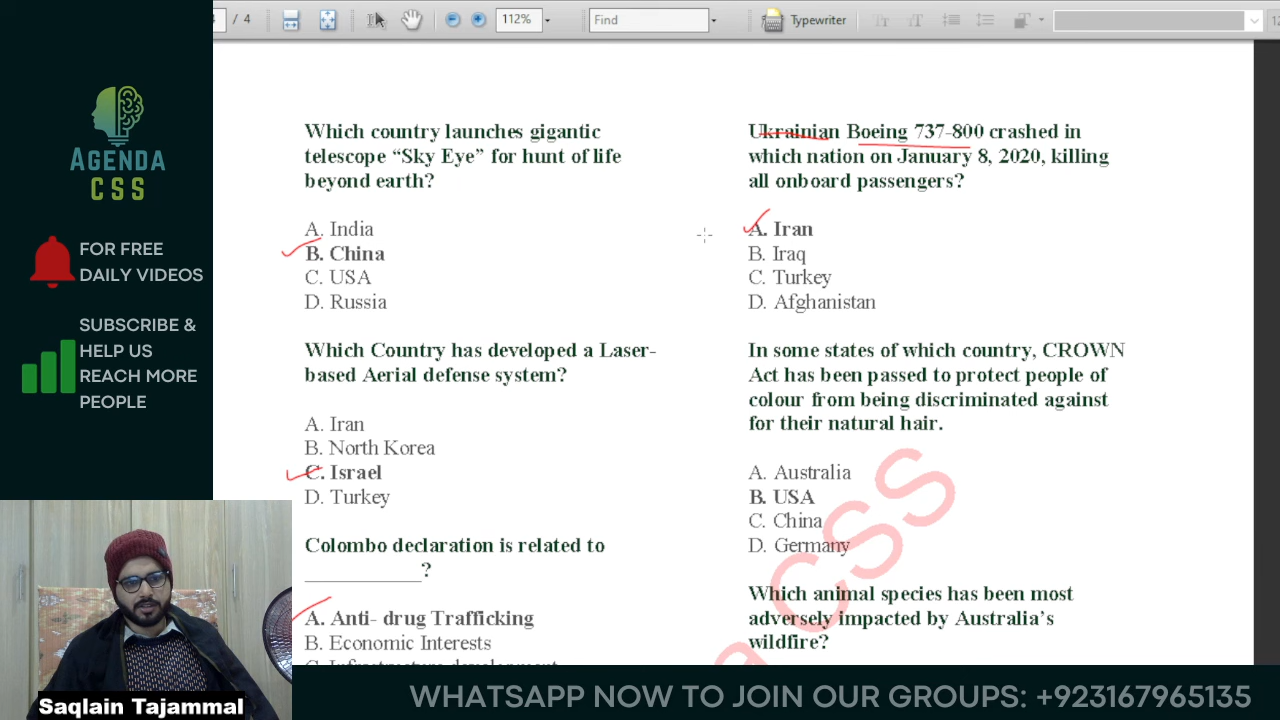 / 4
112%
Find
Typewriter
AGENDA
CSS
FOR FREE
DAILY VIDEOS
SUBSCRIBE &
HELP US
REACH MORE
PEOPLE
Which country launches gigantic
telescope “Sky Eye” for hunt of life
beyond earth?
A. India
B. China
C. USA
D. Russia
Which Country has developed a Laser-
based Aerial defense system?
A. Iran
B. North Korea
C. Israel
D. Turkey
Colombo declaration is related to
____________?
A. Anti- drug Trafficking
B. Economic Interests
C. Infrastructure development
Ukrainian Boeing 737-800 crashed in
which nation on January 8, 2020, killing
all onboard passengers?
A. Iran
B. Iraq
C. Turkey
D. Afghanistan
In some states of which country, CROWN
Act has been passed to protect people of
colour from being discriminated against
for their natural hair.
A. Australia
B. USA
C. China
D. Germany
Which animal species has been most
adversely impacted by Australia’s
wildfire?
a CSS
Saqlain Tajammal
WHATSAPP NOW TO JOIN OUR GROUPS: +923167965135